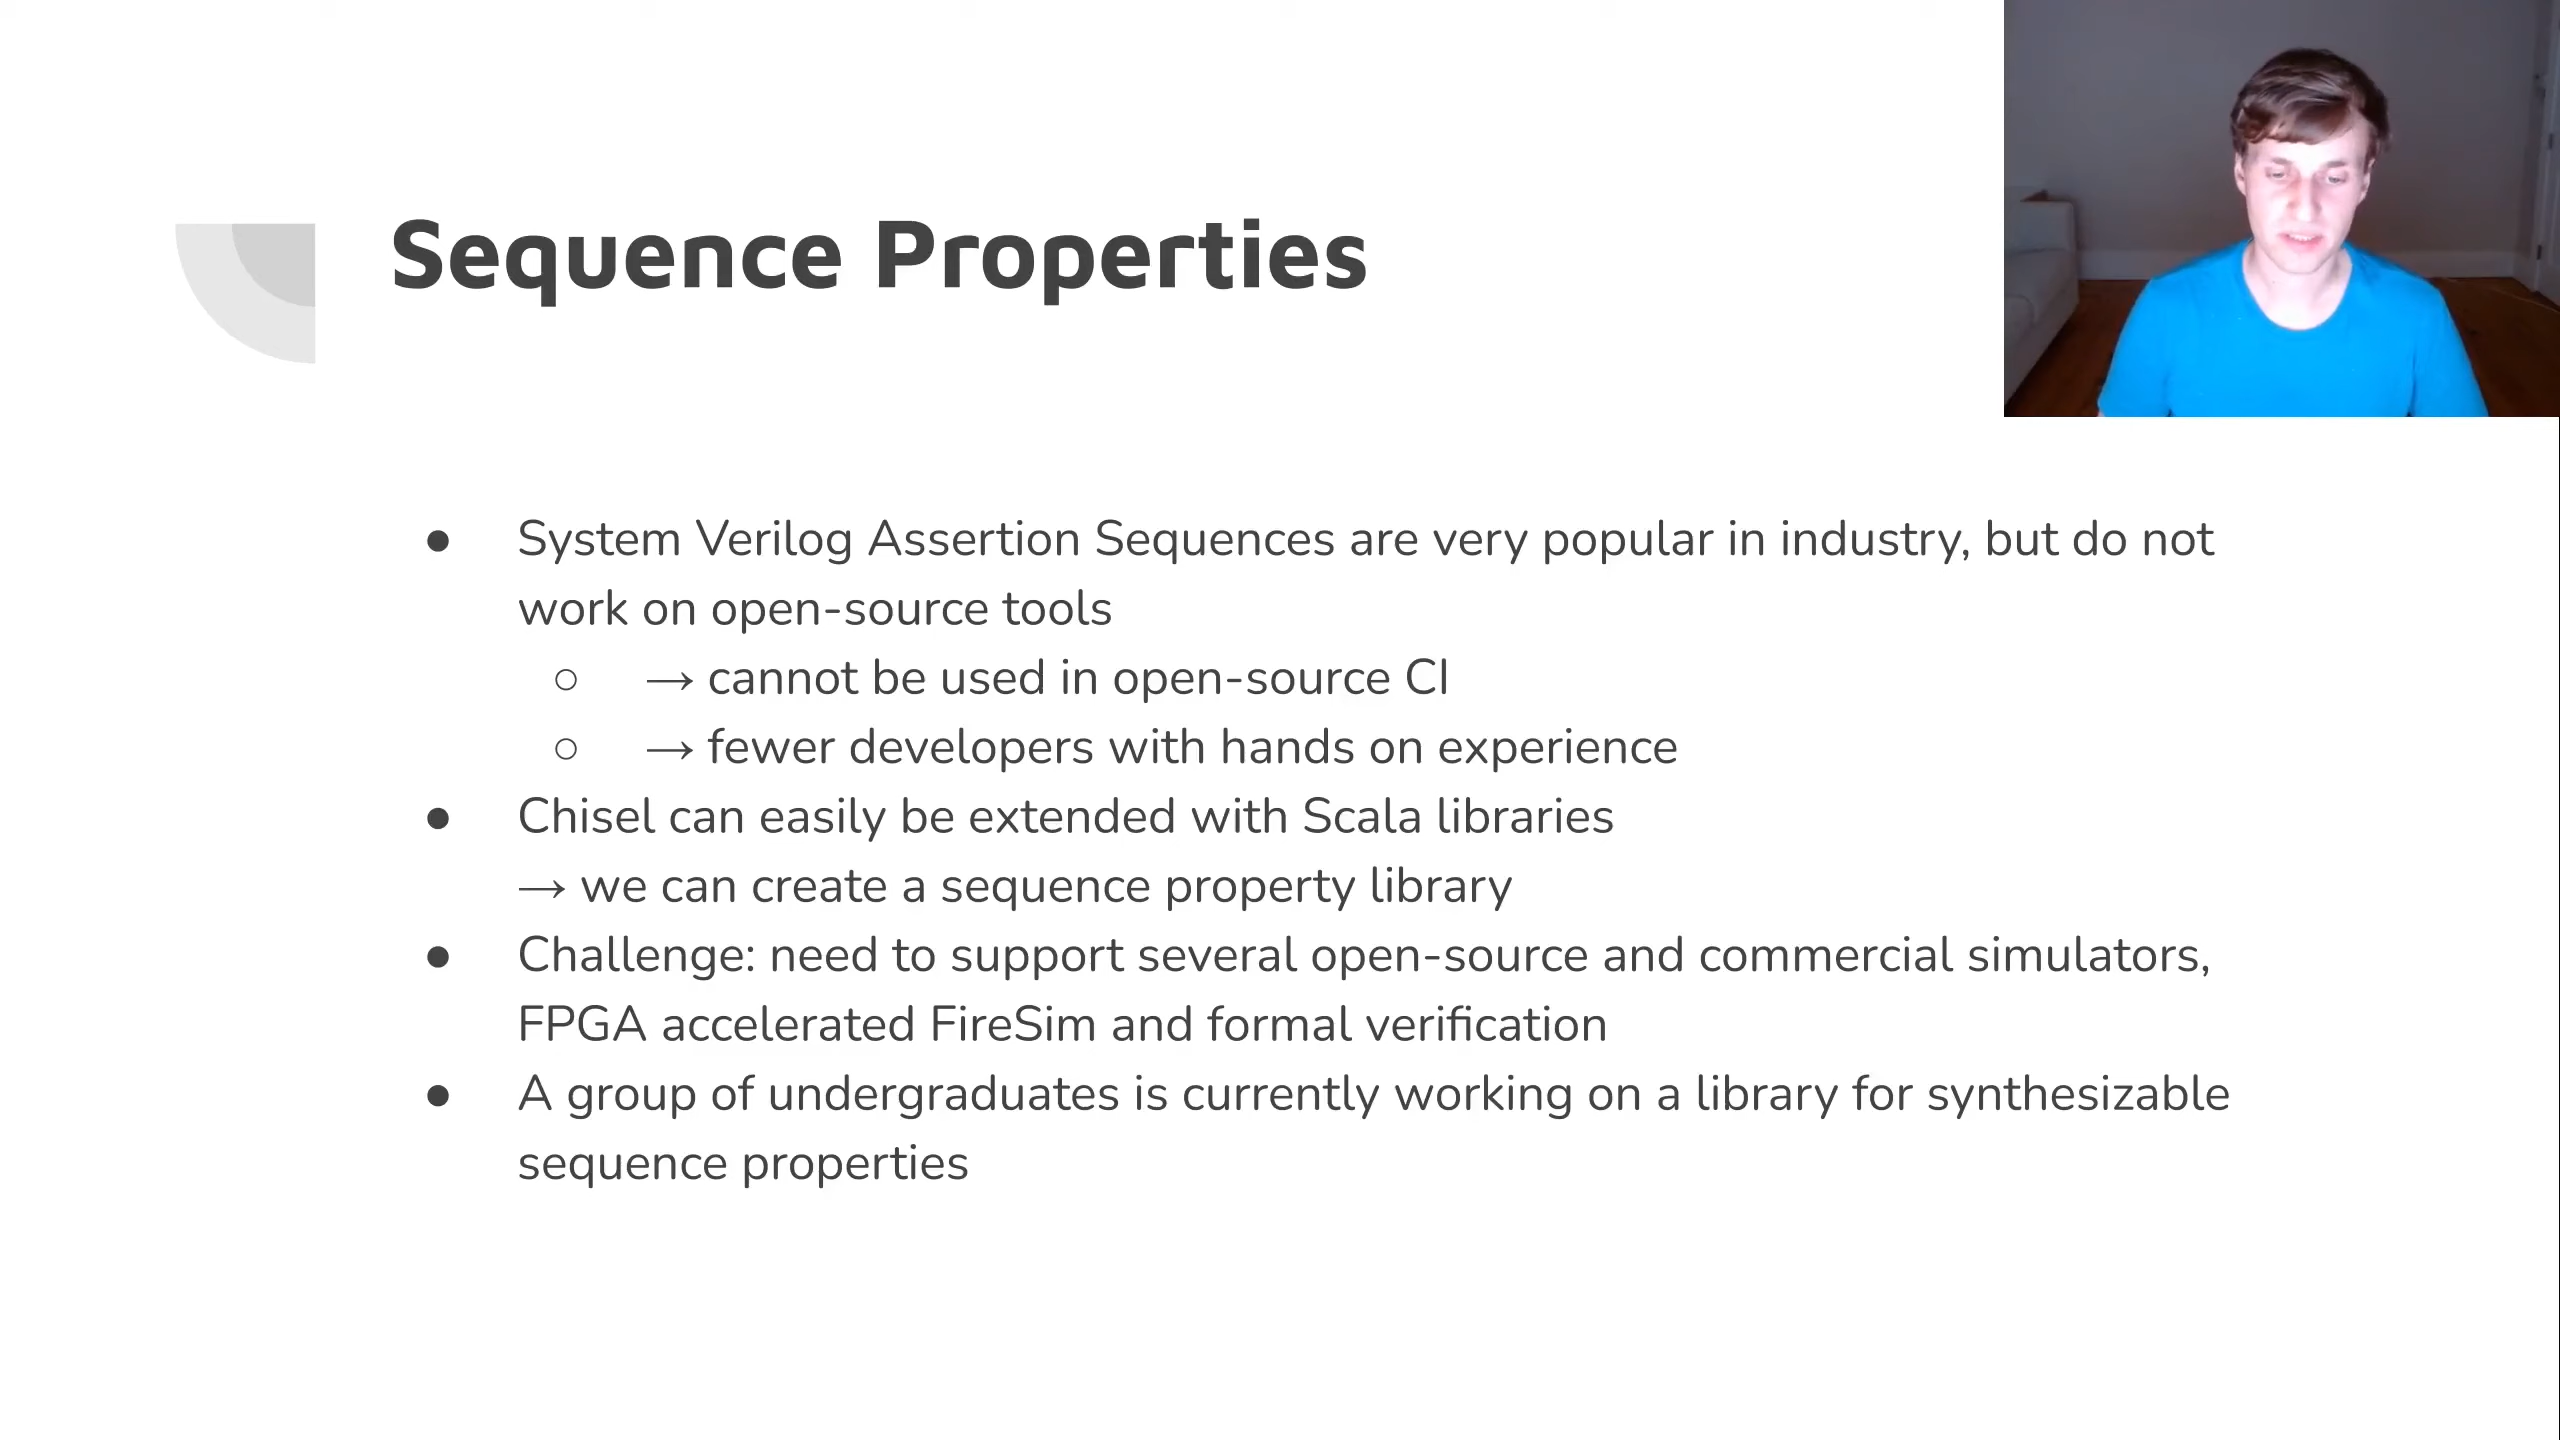 Sequence Properties
● System Verilog Assertion Sequences are very popular in industry, but do not
work on open-source tools
○ → cannot be used in open-source CI
○ → fewer developers with hands on experience
● Chisel can easily be extended with Scala libraries
→ we can create a sequence property library
● Challenge: need to support several open-source and commercial simulators,
FPGA accelerated FireSim and formal verification
● A group of undergraduates is currently working on a library for synthesizable
sequence properties